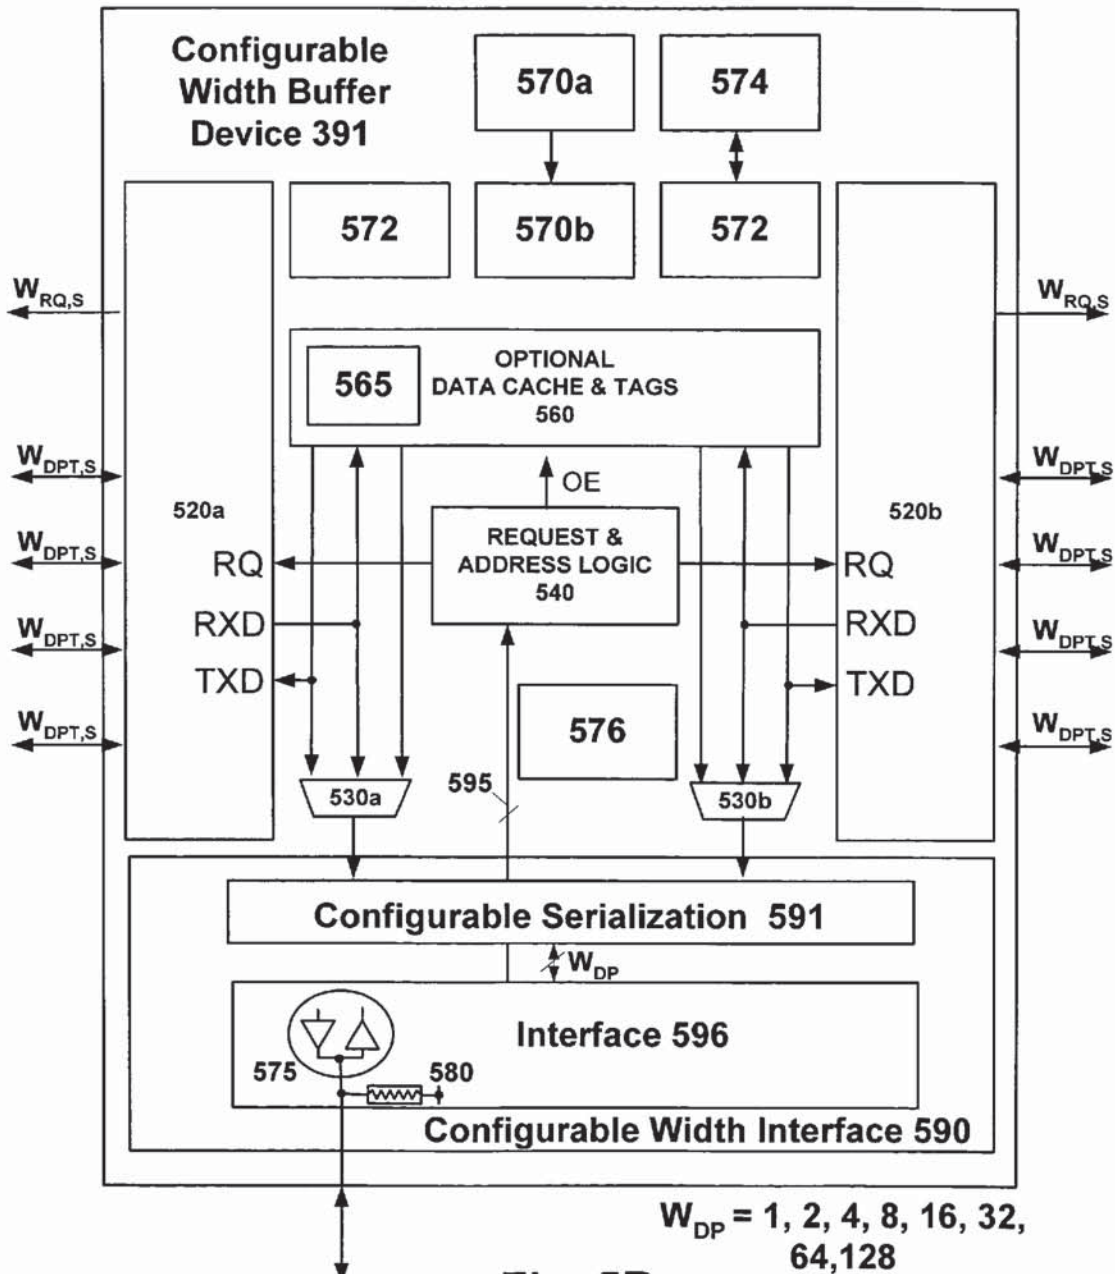 Configurable
Width Buffer
Device 391
570a
574
572
570b
572
W_RQ,S
W_RQ,S
565
OPTIONAL
DATA CACHE & TAGS
560
W_DPT,S
W_DPT,S
OE
520a
520b
REQUEST &
ADDRESS LOGIC
540
W_DPT,S
RQ
RQ
W_DPT,S
W_DPT,S
RXD
RXD
W_DPT,S
TXD
TXD
W_DPT,S
576
W_DPT,S
595
530a
530b
Configurable Serialization 591
W_DP
Interface 596
575
580
Configurable Width Interface 590
W_DP = 1, 2, 4, 8, 16, 32,
64,128